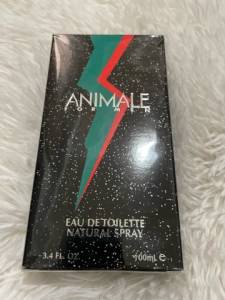 ANIMALE
FOR MEN
EAU DE TOILETTE
NATURAL SPRAY
3.4 FL. OZ. 100mL ℮